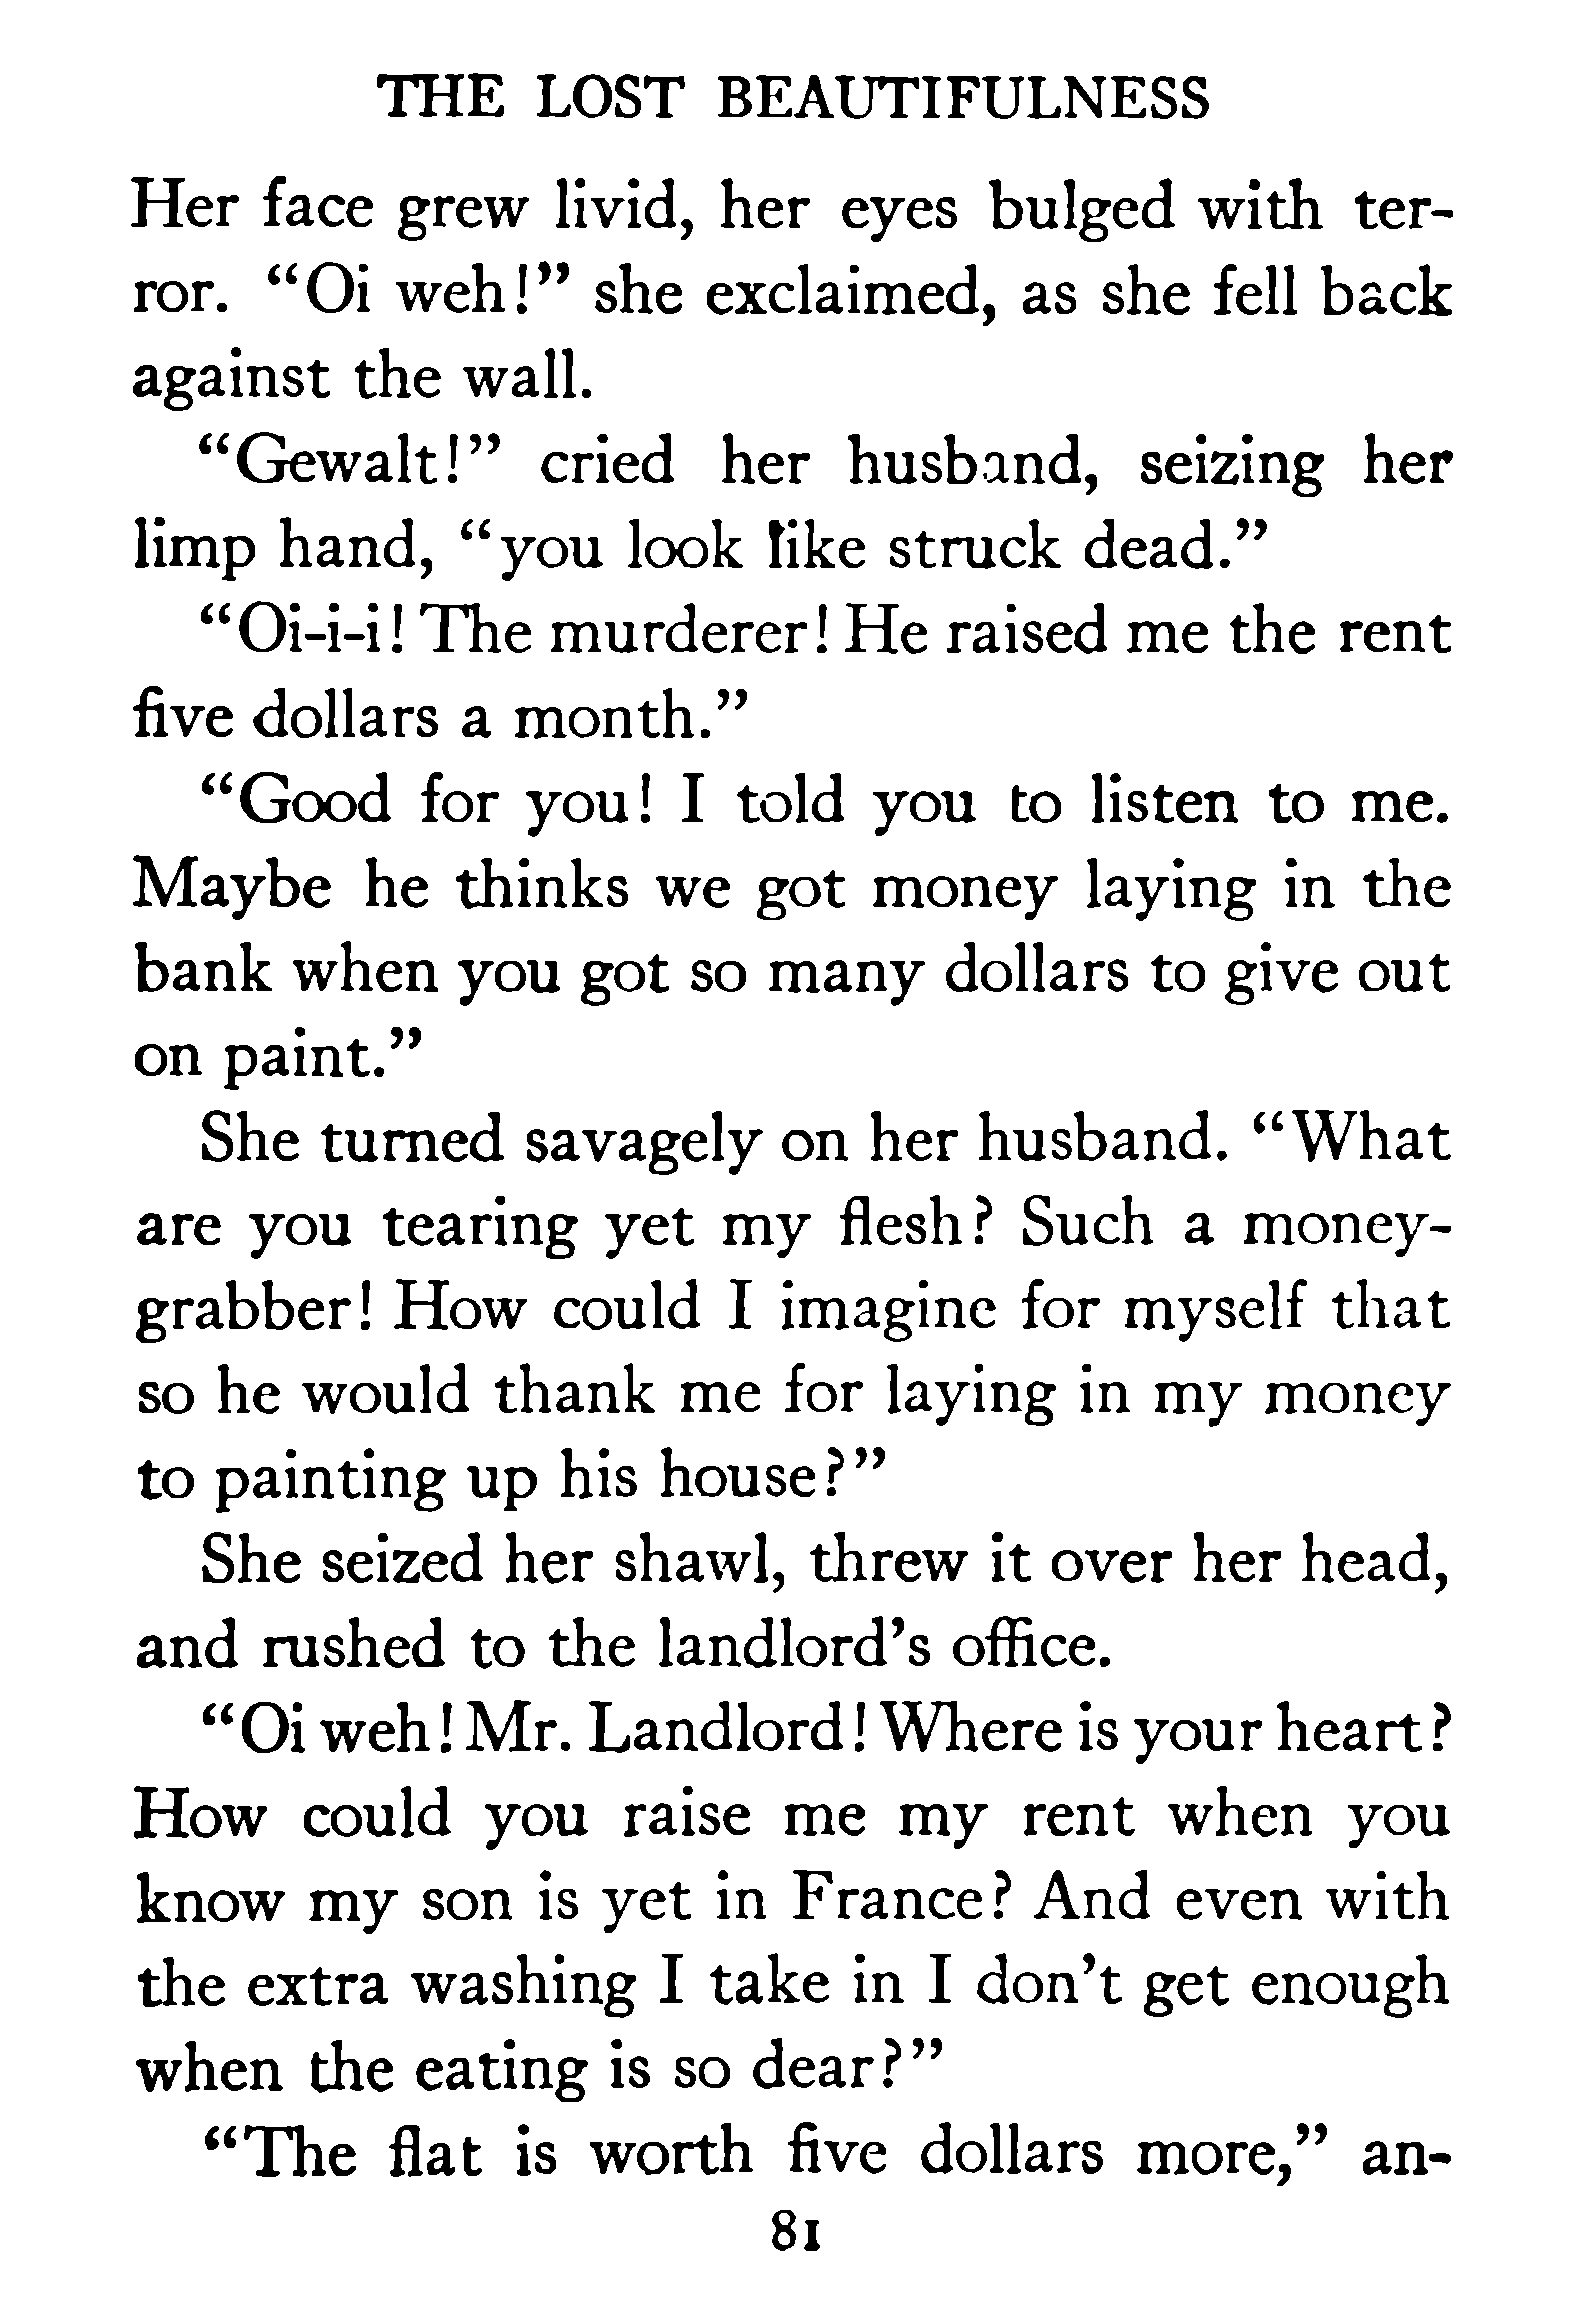 THE LOST BEAUTIFULNESS
Her face grew livid, her eyes bulged with ter-
ror. “Oi weh!” she exclaimed, as she fell back
against the wall.
“Gewalt!” cried her husband, seizing her
limp hand, “you look like struck dead.”
“Oi-i-i! The murderer! He raised me the rent
five dollars a month.”
“Good for you! I told you to listen to me.
Maybe he thinks we got money laying in the
bank when you got so many dollars to give out
on paint.”
She turned savagely on her husband. “What
are you tearing yet my flesh? Such a money-
grabber! How could I imagine for myself that
so he would thank me for laying in my money
to painting up his house?”
She seized her shawl, threw it over her head,
and rushed to the landlord’s office.
“Oi weh! Mr. Landlord! Where is your heart?
How could you raise me my rent when you
know my son is yet in France? And even with
the extra washing I take in I don’t get enough
when the eating is so dear?”
“The flat is worth five dollars more,” an-
81